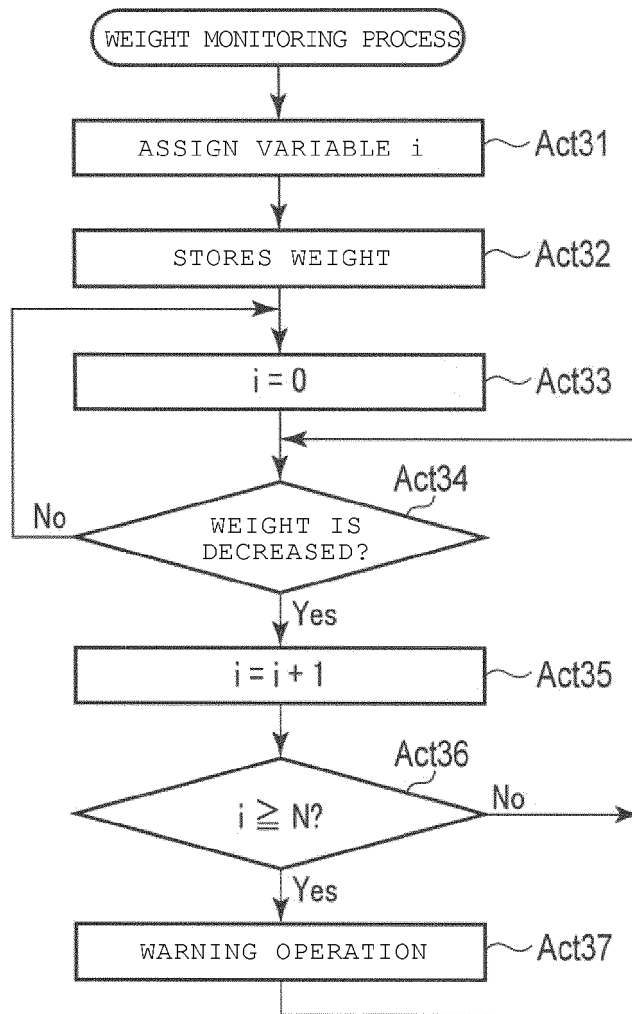 WEIGHT MONITORING PROCESS
ASSIGN VARIABLE i
Act31
STORES WEIGHT
Act32
i = 0
Act33
Act34
No
WEIGHT IS
DECREASED?
Yes
i = i + 1
Act35
Act36
i ≧ N?
No
Yes
WARNING OPERATION
Act37